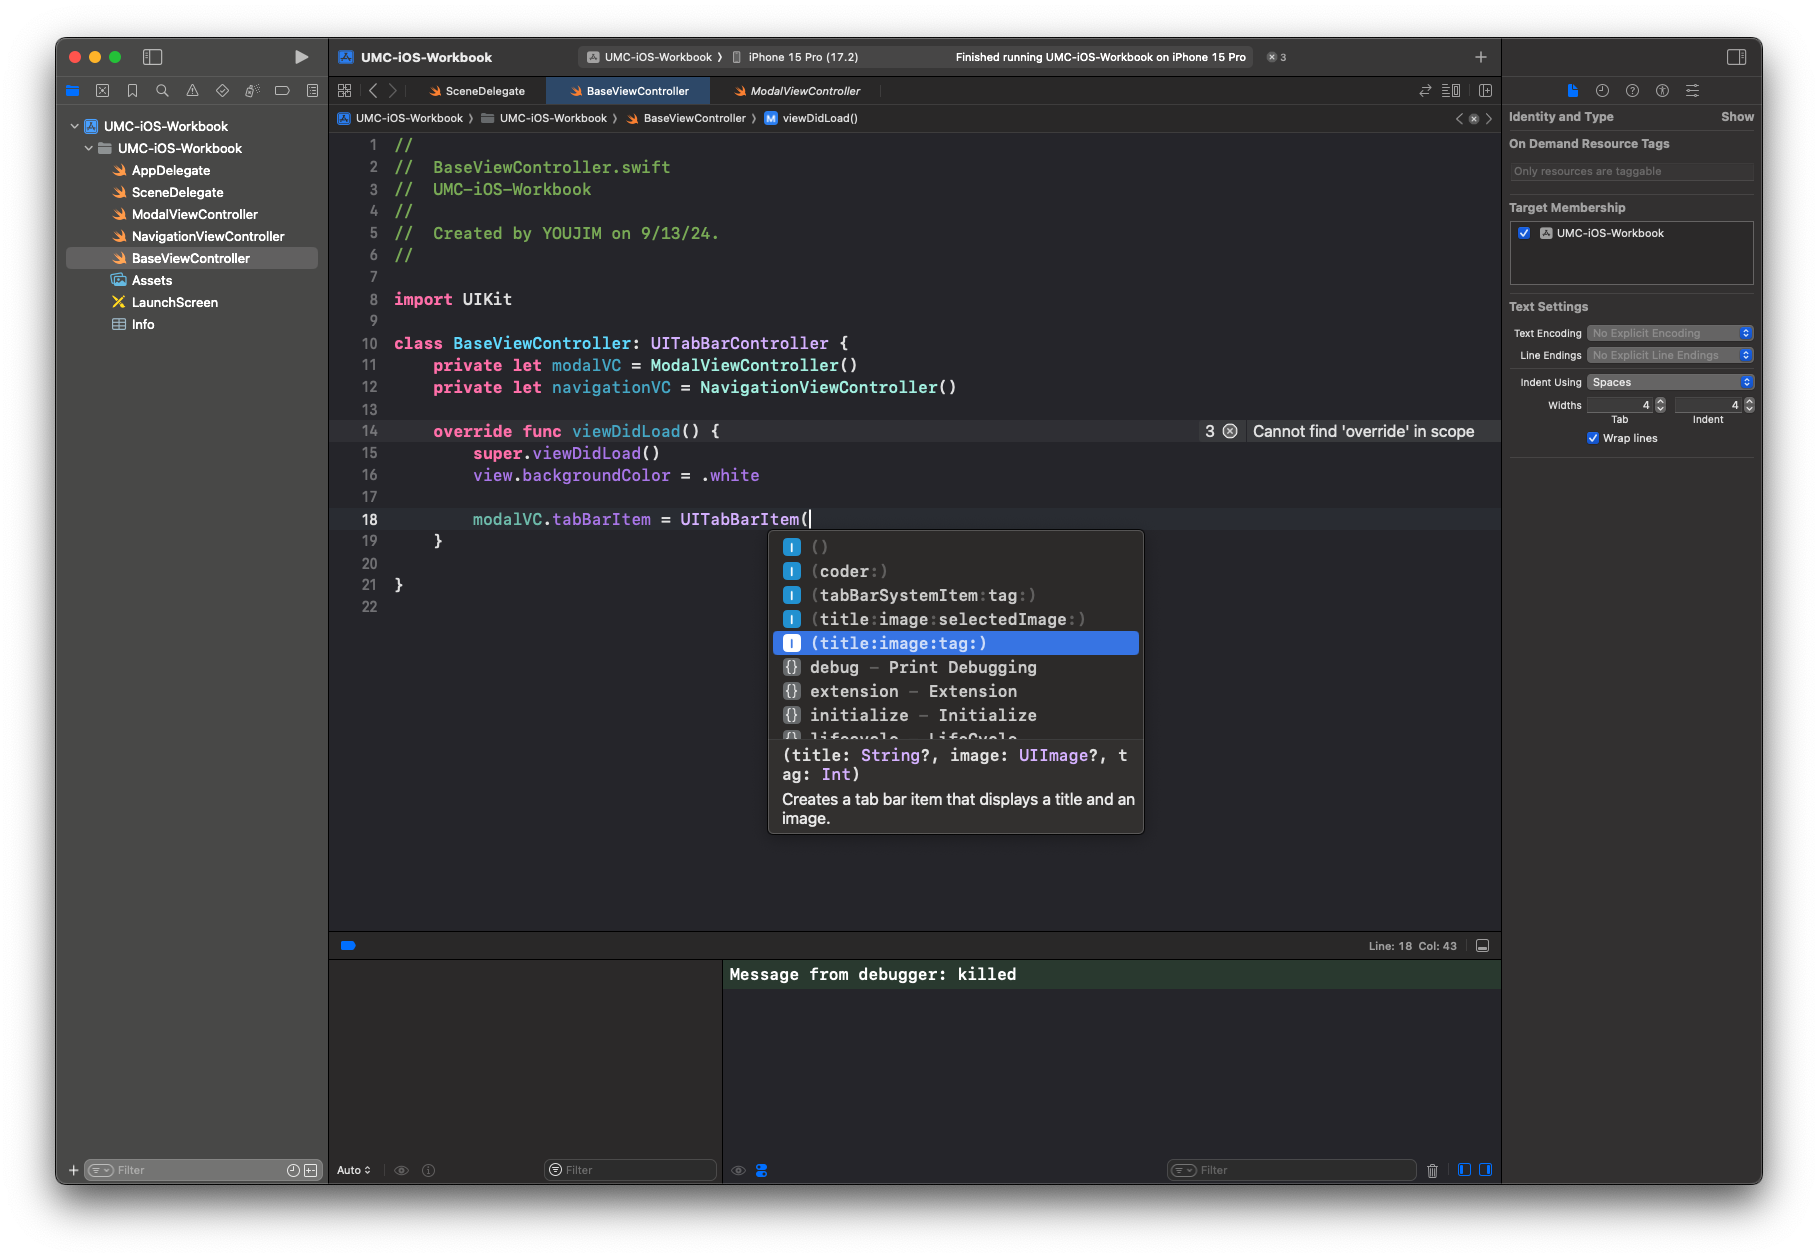 UMC-iOS-Workbook
UMC-iOS-Workbook
iPhone 15 Pro (17.2)
Finished running UMC-iOS-Workbook on iPhone 15 Pro
3
SceneDelegate
BaseViewController
ModalViewController
UMC-iOS-Workbook
UMC-iOS-Workbook
BaseViewController
M
viewDidLoad()
UMC-iOS-Workbook
UMC-iOS-Workbook
AppDelegate
SceneDelegate
ModalViewController
NavigationViewController
BaseViewController
Assets
LaunchScreen
Info
Filter
1 //
2 //  BaseViewController.swift
3 //  UMC-iOS-Workbook
4 //
5 //  Created by YOUJIM on 9/13/24.
6 //
7
8 import UIKit
9
10 class BaseViewController: UITabBarController {
11     private let modalVC = ModalViewController()
12     private let navigationVC = NavigationViewController()
13
14     override func viewDidLoad() {
3 Cannot find 'override' in scope
15         super.viewDidLoad()
16         view.backgroundColor = .white
17
18         modalVC.tabBarItem = UITabBarItem(
19     }
20
21 }
22
I ()
I (coder:)
I (tabBarSystemItem:tag:)
I (title:image:selectedImage:)
I (title:image:tag:)
{} debug – Print Debugging
{} extension – Extension
{} initialize – Initialize
{} lifecycle – LifeCycle
(title: String?, image: UIImage?, t
ag: Int)
Creates a tab bar item that displays a title and an
image.
Line: 18 Col: 43
Message from debugger: killed
Auto
Filter
Filter
Identity and Type
Show
On Demand Resource Tags
Only resources are taggable
Target Membership
UMC-iOS-Workbook
Text Settings
Text Encoding No Explicit Encoding
Line Endings No Explicit Line Endings
Indent Using Spaces
Widths 4 4
Tab Indent
Wrap lines